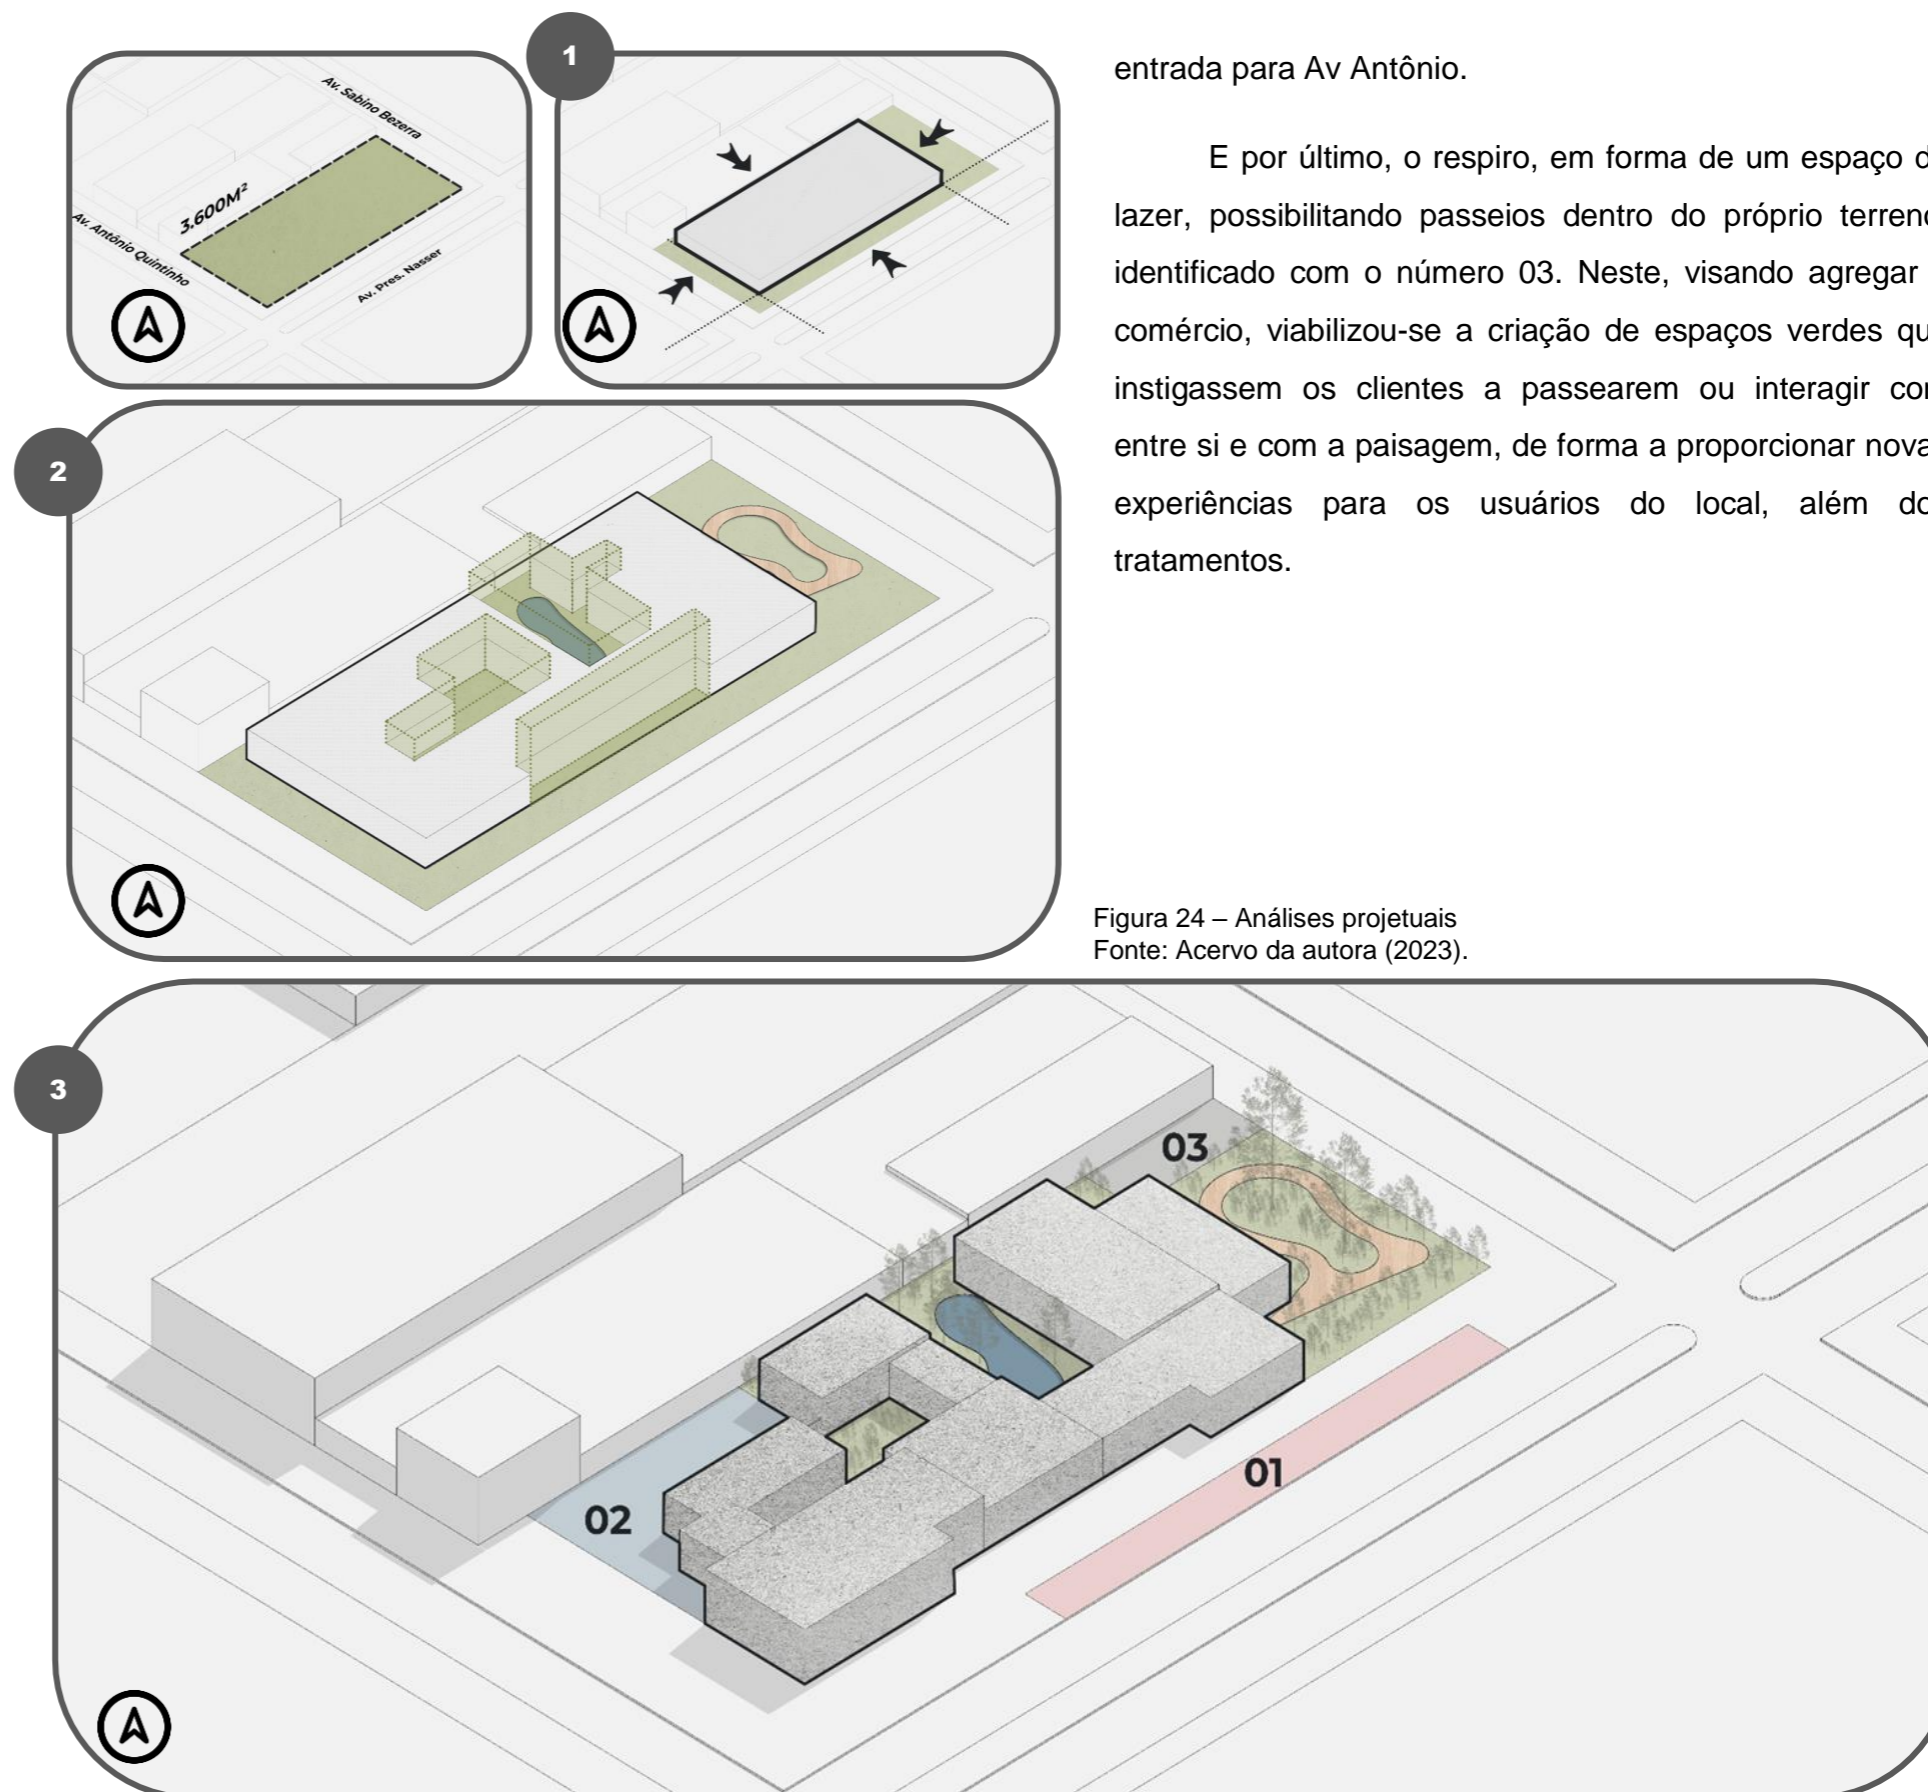 1
Av. Sabino Bezerra
3.600M²
Av. Antônio Quintinho
Av. Pres. Nasser
entrada para Av Antônio.
E por último, o respiro, em forma de um espaço d
lazer, possibilitando passeios dentro do próprio terreno
identificado com o número 03. Neste, visando agregar
comércio, viabilizou-se a criação de espaços verdes qu
instigassem os clientes a passearem ou interagir con
entre si e com a paisagem, de forma a proporcionar nova
experiências para os usuários do local, além do
tratamentos.
2
Figura 24 – Análises projetuais
Fonte: Acervo da autora (2023).
3
03
01
02